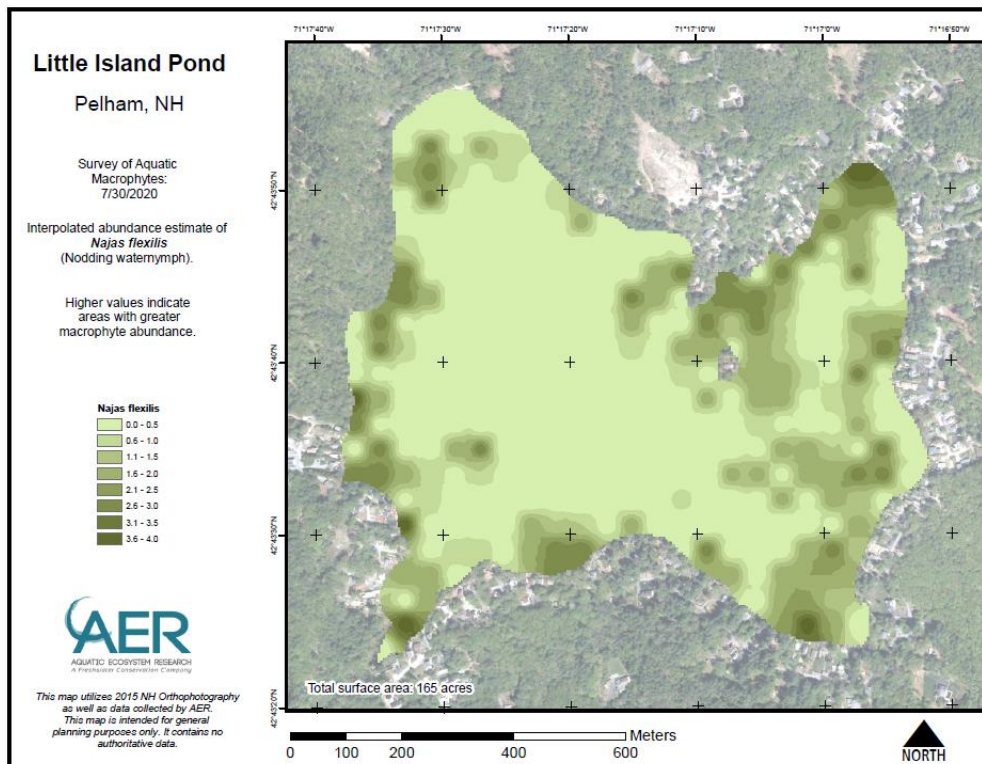 Little Island Pond
Pelham, NH
Survey of Aquatic
Macrophytes:
7/30/2020
Interpolated abundance estimate of
Najas flexilis
(Nodding waternymph).
Higher values indicate
areas with greater
macrophyte abundance.
Najas flexilis
0.0 - 0.5
0.6 - 1.0
1.1 - 1.5
1.6 - 2.0
2.1 - 2.5
2.6 - 3.0
3.1 - 3.5
3.6 - 4.0
AER
AQUATIC ECOSYSTEM RESEARCH
A Freshwater Conservation Company
This map utilizes 2015 NH Orthophotography
as well as data collected by AER.
This map is intended for general
planning purposes only. It contains no
authoritative data.
71°17'40"W 71°17'30"W 71°17'20"W 71°17'10"W 71°17'0"W 71°16'50"W
42°43'50"N
42°43'40"N
42°43'30"N
42°43'20"N
Total surface area: 165 acres
Meters
0 100 200 400 600
NORTH